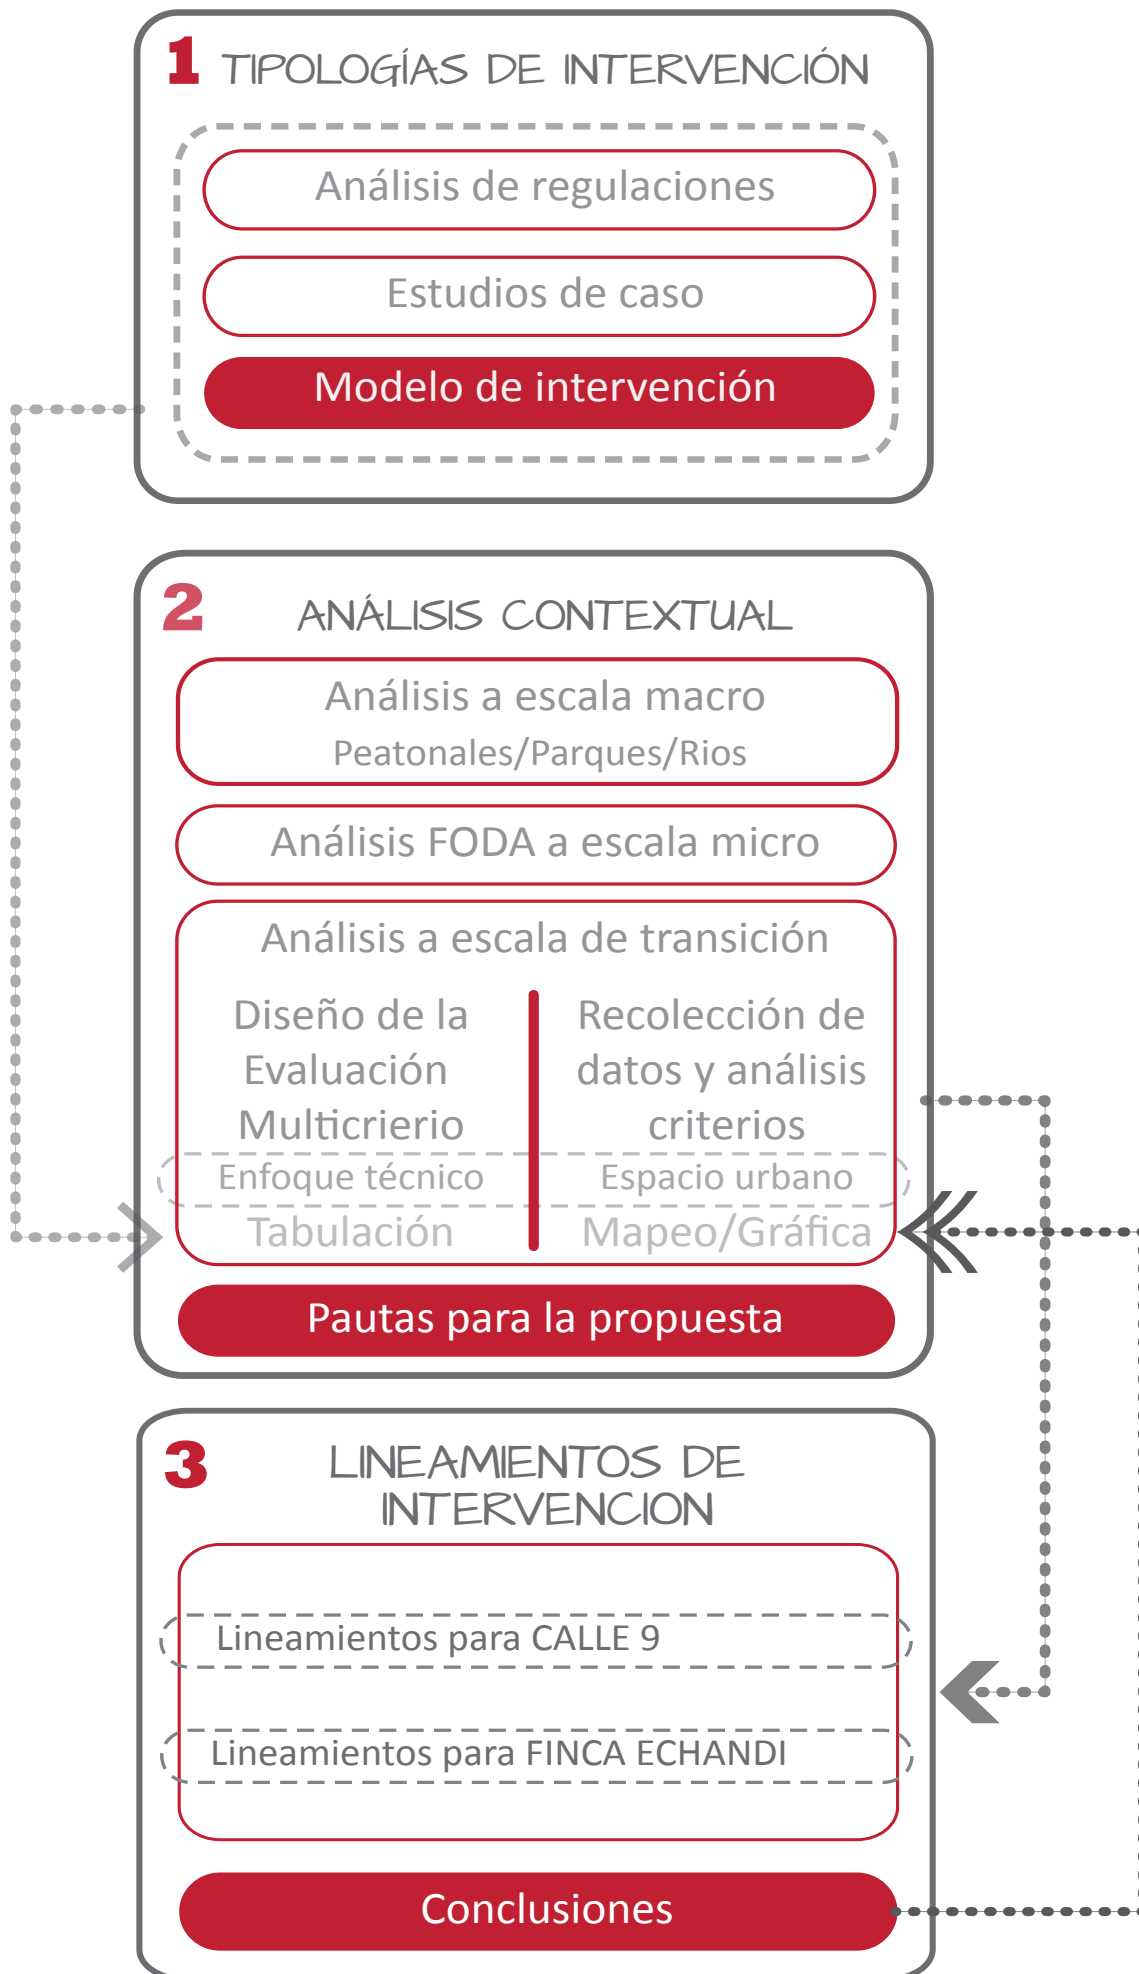 1 TIPOLOGÍAS DE INTERVENCIÓN
Análisis de regulaciones
Estudios de caso
Modelo de intervención
2 ANÁLISIS CONTEXTUAL
Análisis a escala macro
Peatonales/Parques/Rios
Análisis FODA a escala micro
Análisis a escala de transición
Diseño de la
Evaluación
Multicrierio
Enfoque técnico
Tabulación
Recolección de
datos y análisis
criterios
Espacio urbano
Mapeo/Gráfica
Pautas para la propuesta
3 LINEAMIENTOS DE
INTERVENCION
Lineamientos para CALLE 9
Lineamientos para FINCA ECHANDI
Conclusiones